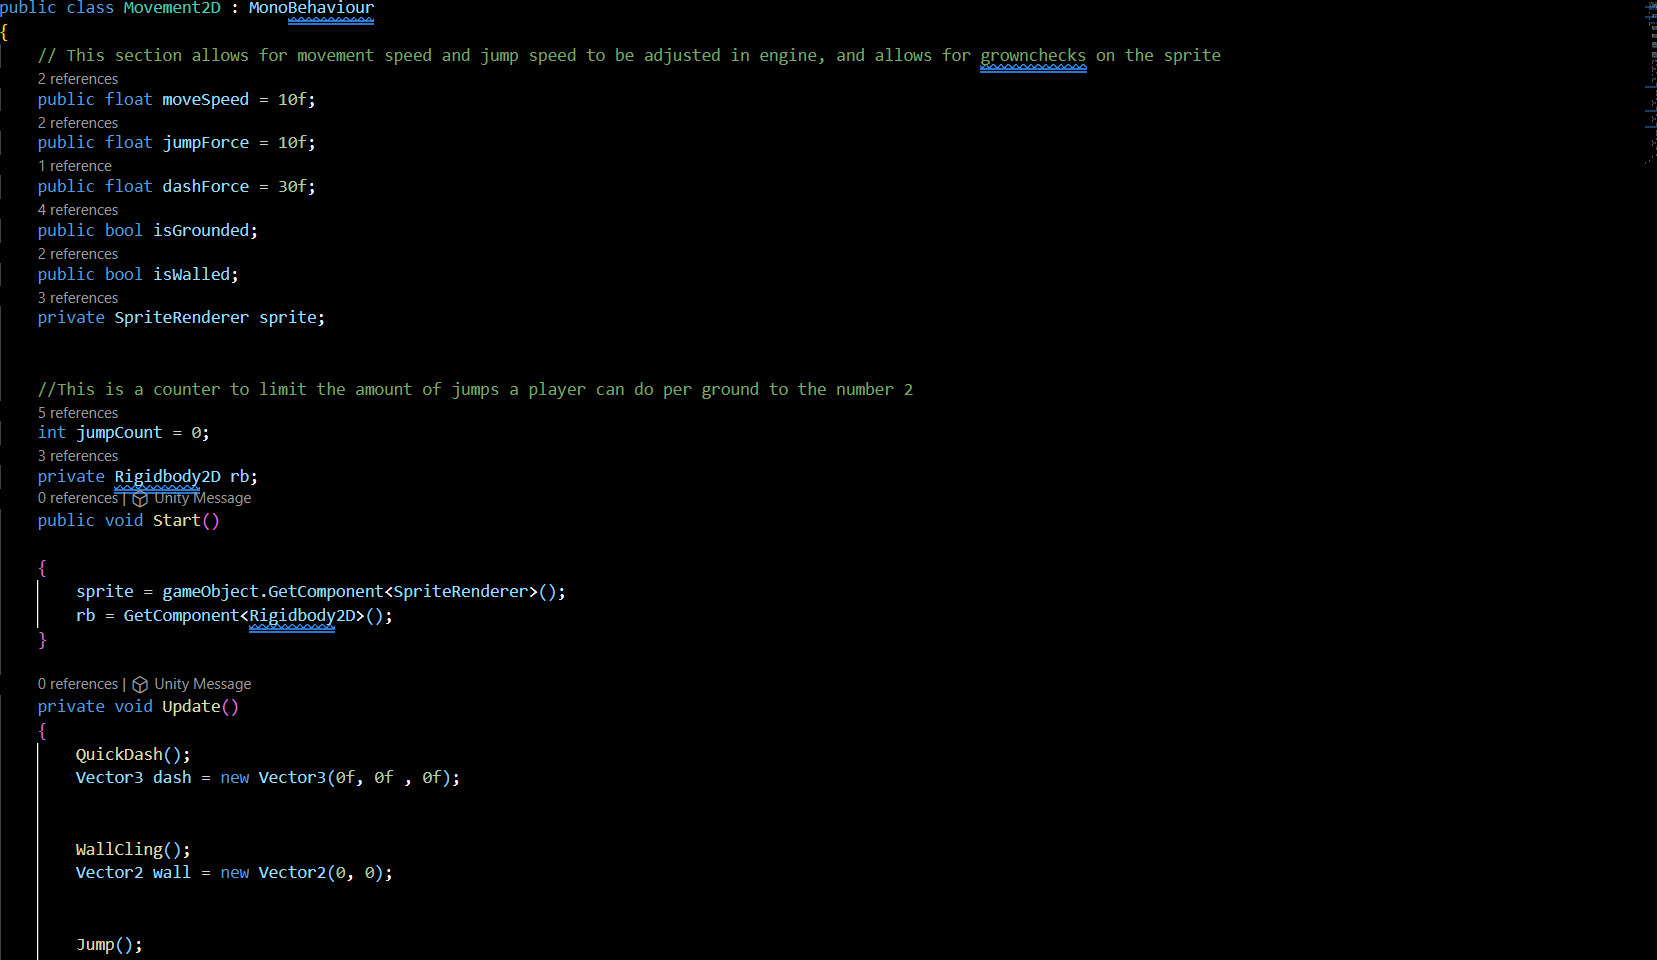 public class Movement2D : MonoBehaviour
{
// This section allows for movement speed and jump speed to be adjusted in engine, and allows for grownchecks on the sprite
2 references
public float moveSpeed = 10f;
2 references
public float jumpForce = 10f;
1 reference
public float dashForce = 30f;
4 references
public bool isGrounded;
2 references
public bool isWalled;
3 references
private SpriteRenderer sprite;
//This is a counter to limit the amount of jumps a player can do per ground to the number 2
5 references
int jumpCount = 0;
3 references
private Rigidbody2D rb;
0 references | Unity Message
public void Start()
{
sprite = gameObject.GetComponent<SpriteRenderer>();
rb = GetComponent<Rigidbody2D>();
}
0 references | Unity Message
private void Update()
{
QuickDash();
Vector3 dash = new Vector3(0f, 0f , 0f);
WallCling();
Vector2 wall = new Vector2(0, 0);
Jump();